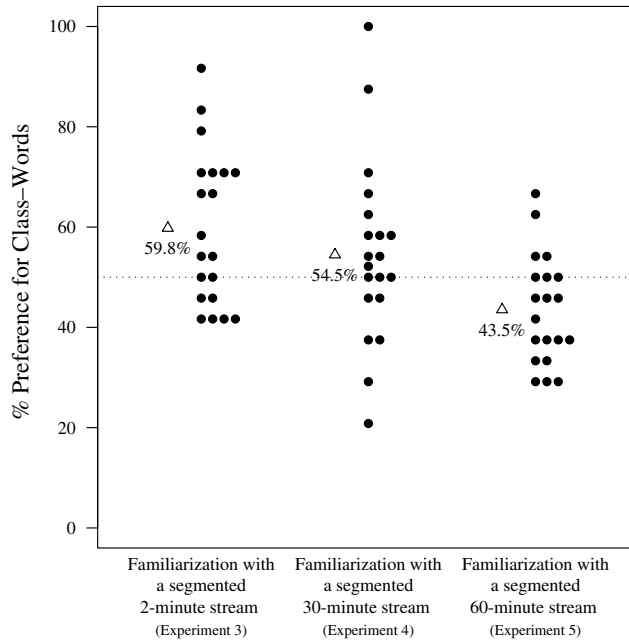 % Preference for Class–Words
100
80
60
40
20
0
59.8%
54.5%
43.5%
Familiarization with
a segmented
2-minute stream
(Experiment 3)
Familiarization with
a segmented
30-minute stream
(Experiment 4)
Familiarization with
a segmented
60-minute stream
(Experiment 5)